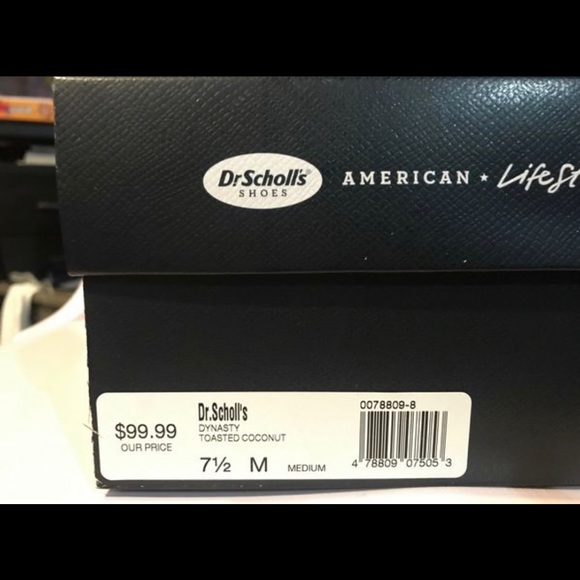 Dr.Scholl's
SHOES
AMERICAN ★ Lifest
$99.99
OUR PRICE
Dr.Scholl's
DYNASTY
TOASTED COCONUT
7½ M MEDIUM
0078809-8
4 78809 07505 3